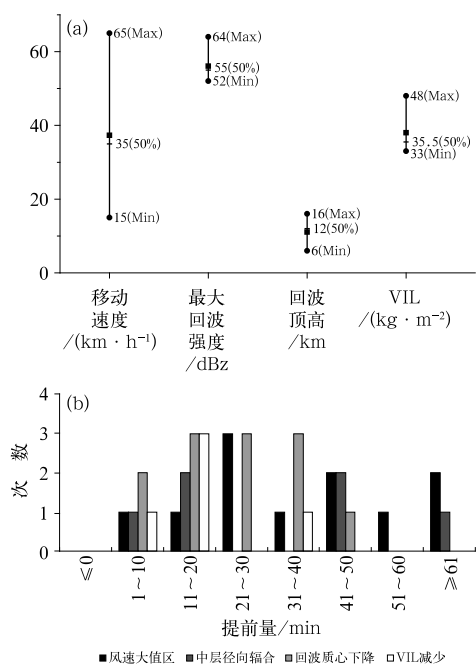 (a)
60
40
20
0
65(Max)
35(50%)
15(Min)
64(Max)
55(50%)
52(Min)
16(Max)
12(50%)
6(Min)
48(Max)
35.5(50%)
33(Min)
移动
速度
/(km·h⁻¹)
最大
回波
强度
/dBz
回波
顶高
/km
VIL
/(kg·m⁻²)
(b)
次数
4
3
2
1
0
≤0
1～10
11～20
21～30
31～40
41～50
51～60
≥61
提前量/min
风速大值区 中层径向辐合 回波质心下降 VIL减少